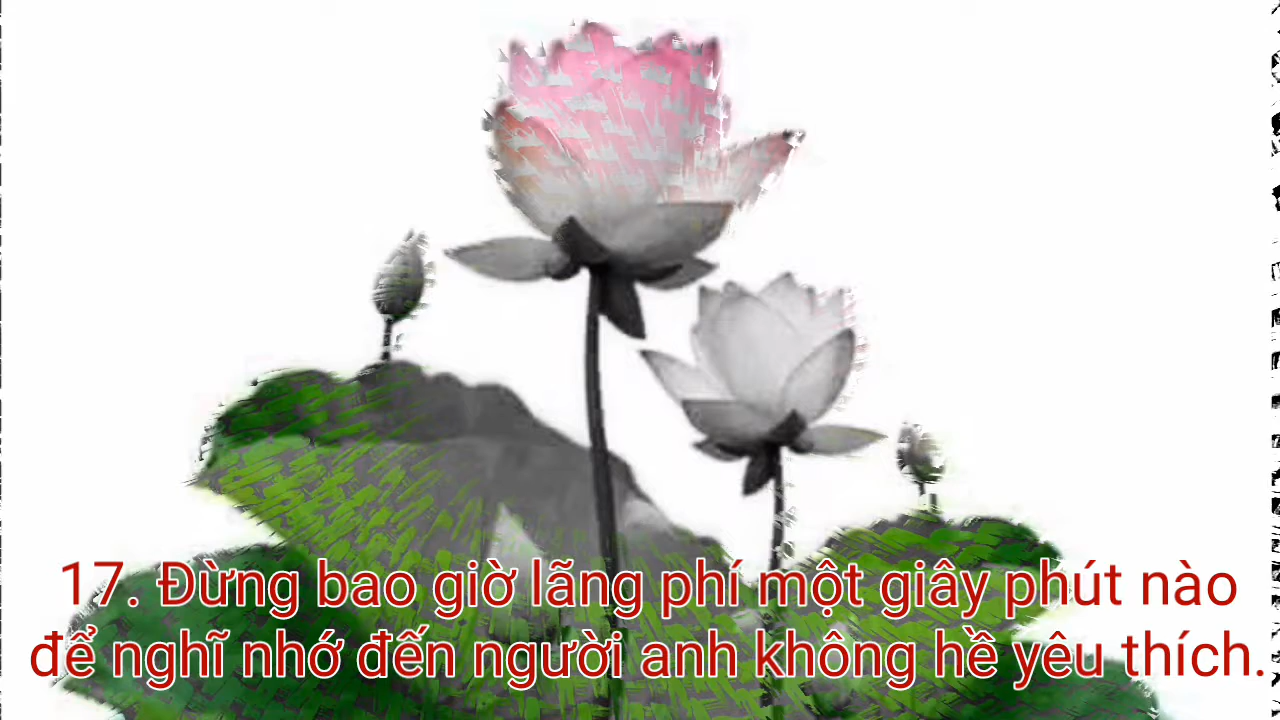 17. Đừng bao giờ lãng phí một giây phút nào
để nghĩ nhớ đến người anh không hề yêu thích.